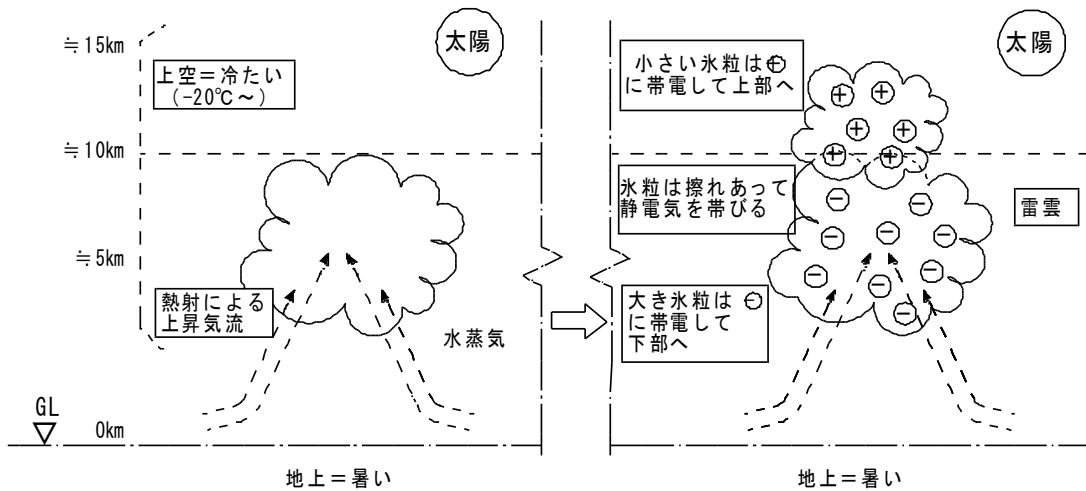 ≒15km
太陽
上空＝冷たい
(-20℃～)
≒10km
≒5km
熱射による
上昇気流
水蒸気
GL
0km
地上＝暑い
小さい氷粒は⊕
に帯電して上部へ
太陽
氷粒は擦れあって
静電気を帯びる
雷雲
大き氷粒は⊖
に帯電して
下部へ
+ +
+ +
+ +
− −
− − −
− − −
−
地上＝暑い